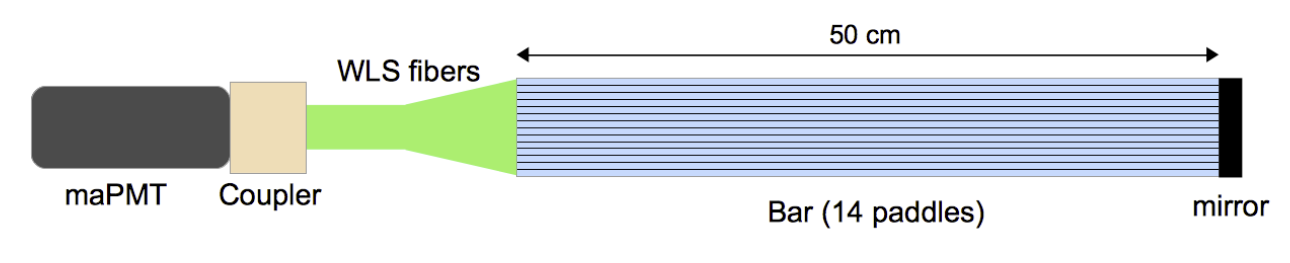 50 cm
WLS fibers
maPMT
Coupler
Bar (14 paddles)
mirror